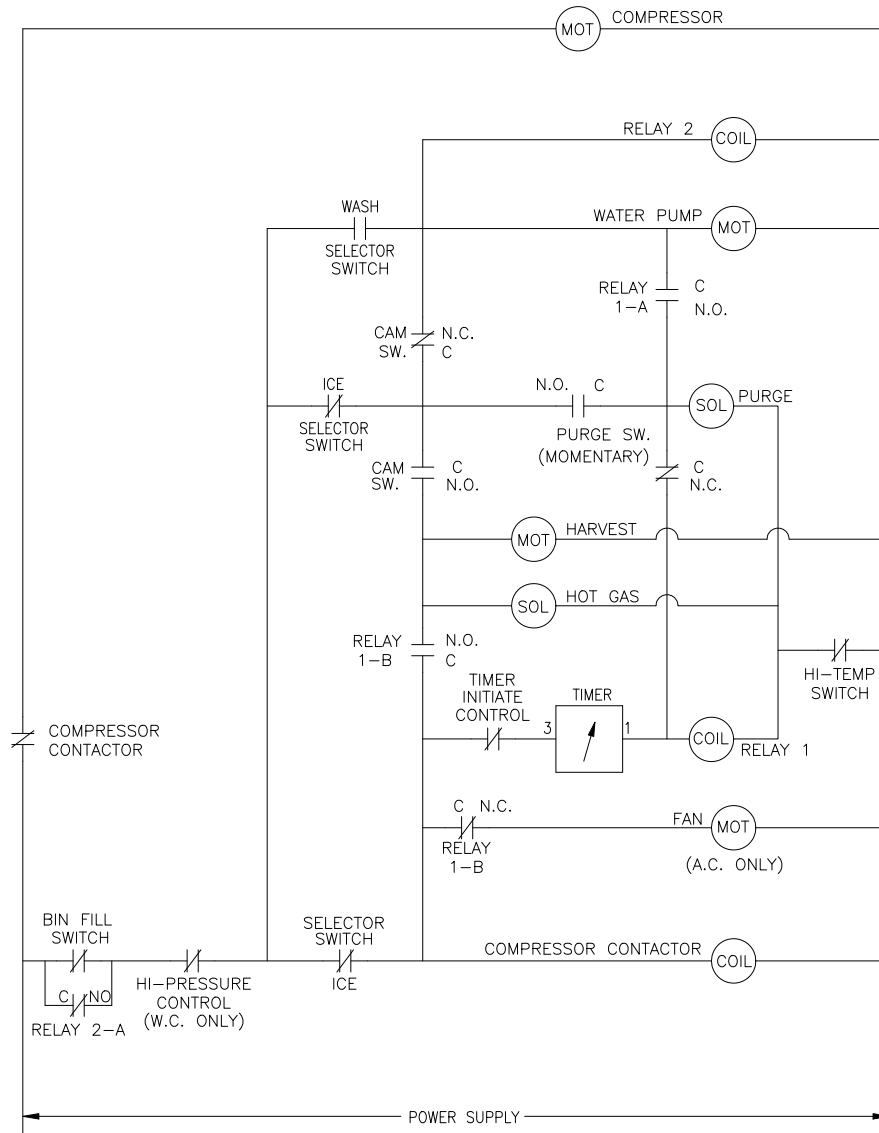 MOT COMPRESSOR
RELAY 2 COIL
WASH
SELECTOR
SWITCH
WATER PUMP MOT
RELAY
1-A
C
N.O.
CAM
SW.
N.C.
C
ICE
SELECTOR
SWITCH
N.O. C
PURGE SW.
(MOMENTARY)
SOL PURGE
CAM
SW.
C
N.O.
C
N.C.
MOT HARVEST
SOL HOT GAS
RELAY
1-B
N.O.
C
HI-TEMP
SWITCH
TIMER
INITIATE
CONTROL
TIMER
3 1
COIL RELAY 1
COMPRESSOR
CONTACTOR
C N.C.
RELAY
1-B
FAN MOT
(A.C. ONLY)
BIN FILL
SWITCH
C NO
RELAY 2-A
HI-PRESSURE
CONTROL
(W.C. ONLY)
SELECTOR
SWITCH
ICE
COMPRESSOR CONTACTOR COIL
POWER SUPPLY